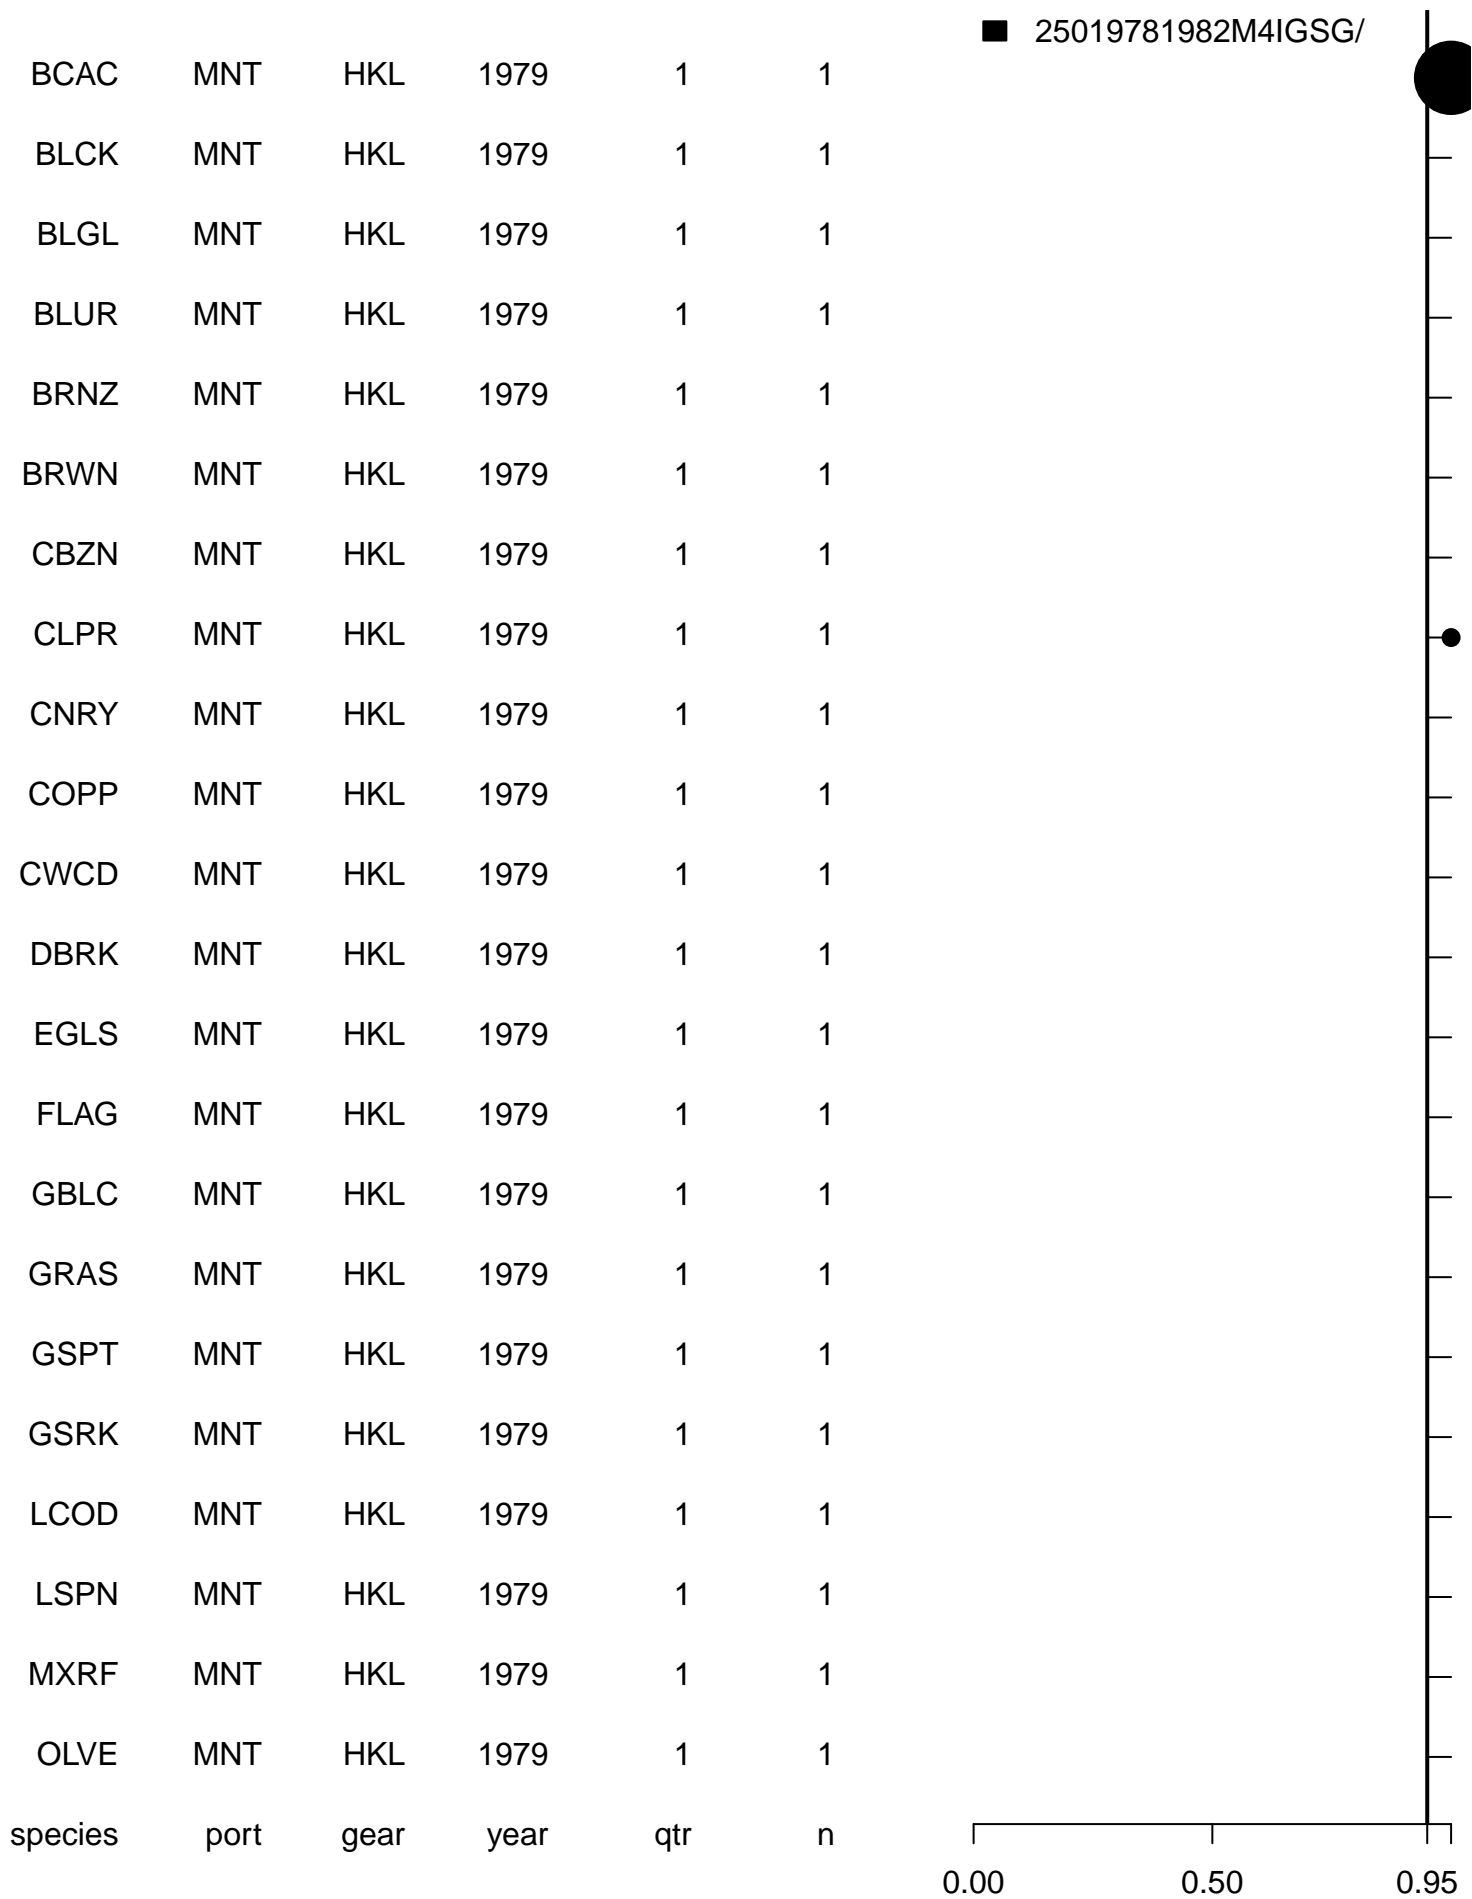 25019781982M4IGSG/
BCAC MNT HKL 1979 1 1
BLCK MNT HKL 1979 1 1
BLGL MNT HKL 1979 1 1
BLUR MNT HKL 1979 1 1
BRNZ MNT HKL 1979 1 1
BRWN MNT HKL 1979 1 1
CBZN MNT HKL 1979 1 1
CLPR MNT HKL 1979 1 1
CNRY MNT HKL 1979 1 1
COPP MNT HKL 1979 1 1
CWCD MNT HKL 1979 1 1
DBRK MNT HKL 1979 1 1
EGLS MNT HKL 1979 1 1
FLAG MNT HKL 1979 1 1
GBLC MNT HKL 1979 1 1
GRAS MNT HKL 1979 1 1
GSPT MNT HKL 1979 1 1
GSRK MNT HKL 1979 1 1
LCOD MNT HKL 1979 1 1
LSPN MNT HKL 1979 1 1
MXRF MNT HKL 1979 1 1
OLVE MNT HKL 1979 1 1
species port gear year qtr n
0.00 0.50 0.95